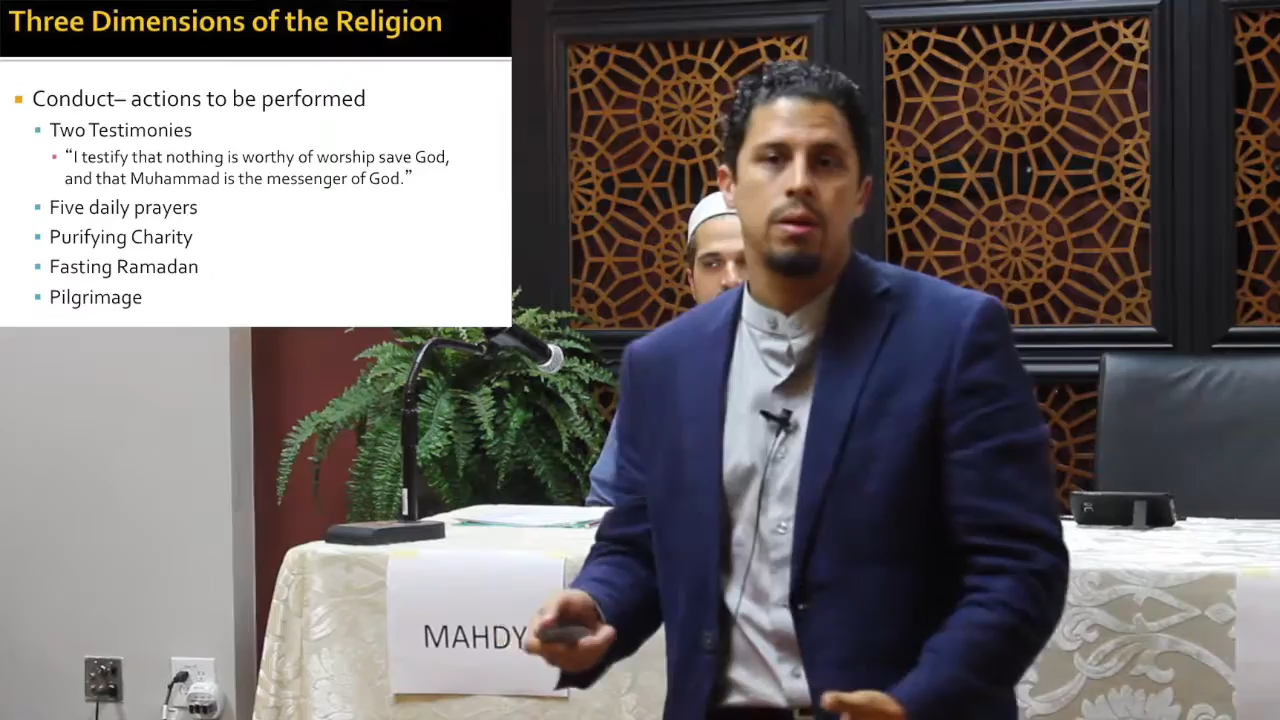 Three Dimensions of the Religion
Conduct– actions to be performed
Two Testimonies
“I testify that nothing is worthy of worship save God,
and that Muhammad is the messenger of God.”
Five daily prayers
Purifying Charity
Fasting Ramadan
Pilgrimage
MAHDY